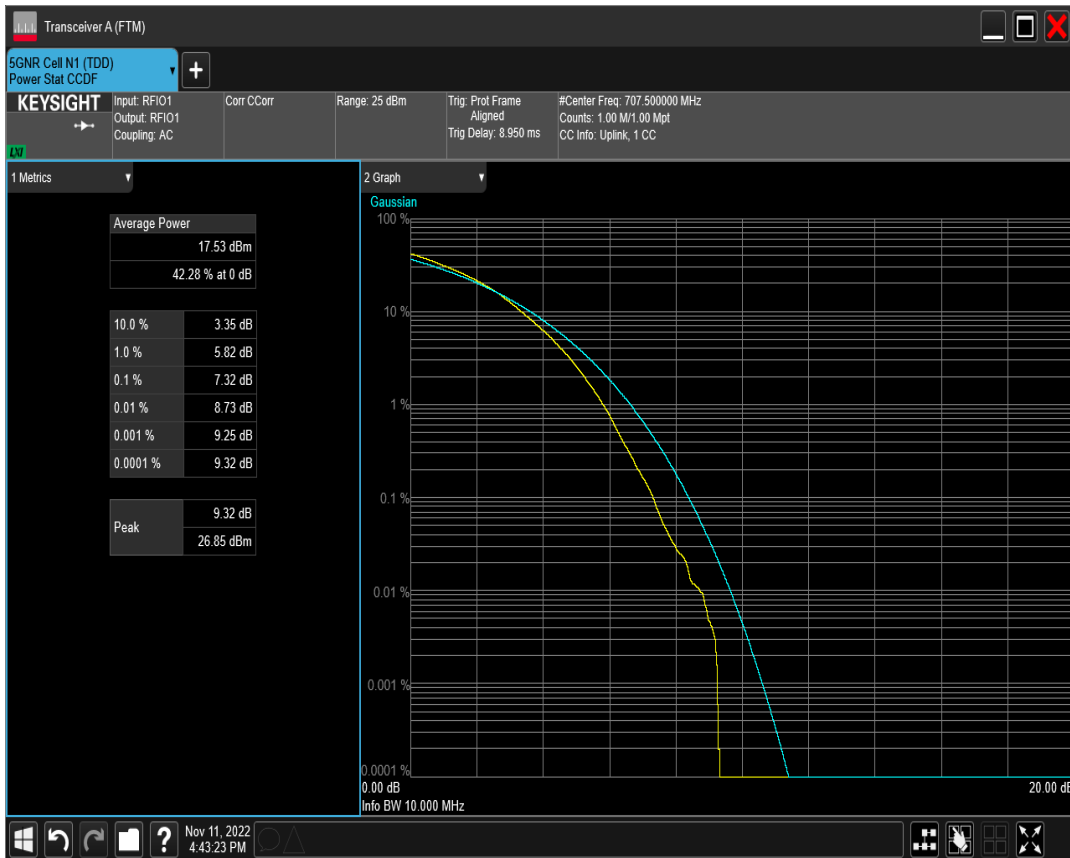 Transceiver A (FTM)
5GNR Cell N1 (TDD)
Power Stat CCDF
KEYSIGHT
LXI
Input: RFIO1
Output: RFIO1
Coupling: AC
Corr CCorr
Range: 25 dBm
Trig: Prot Frame
Aligned
Trig Delay: 8.950 ms
#Center Freq: 707.500000 MHz
Counts: 1.00 M/1.00 Mpt
CC Info: Uplink, 1 CC
1 Metrics
Average Power
17.53 dBm
42.28 % at 0 dB
10.0 % 3.35 dB
1.0 % 5.82 dB
0.1 % 7.32 dB
0.01 % 8.73 dB
0.001 % 9.25 dB
0.0001 % 9.32 dB
Peak
9.32 dB
26.85 dBm
2 Graph
Gaussian
100 %
10 %
1 %
0.1 %
0.01 %
0.001 %
0.0001 %
0.00 dB 20.00 dB
Info BW 10.000 MHz
?
Nov 11, 2022
4:43:23 PM